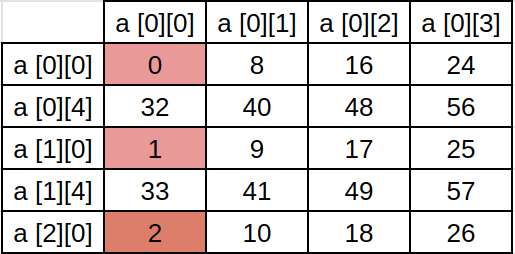 a [0][0] a [0][1] a [0][2] a [0][3]
a [0][0] 0 8 16 24
a [0][4] 32 40 48 56
a [1][0] 1 9 17 25
a [1][4] 33 41 49 57
a [2][0] 2 10 18 26